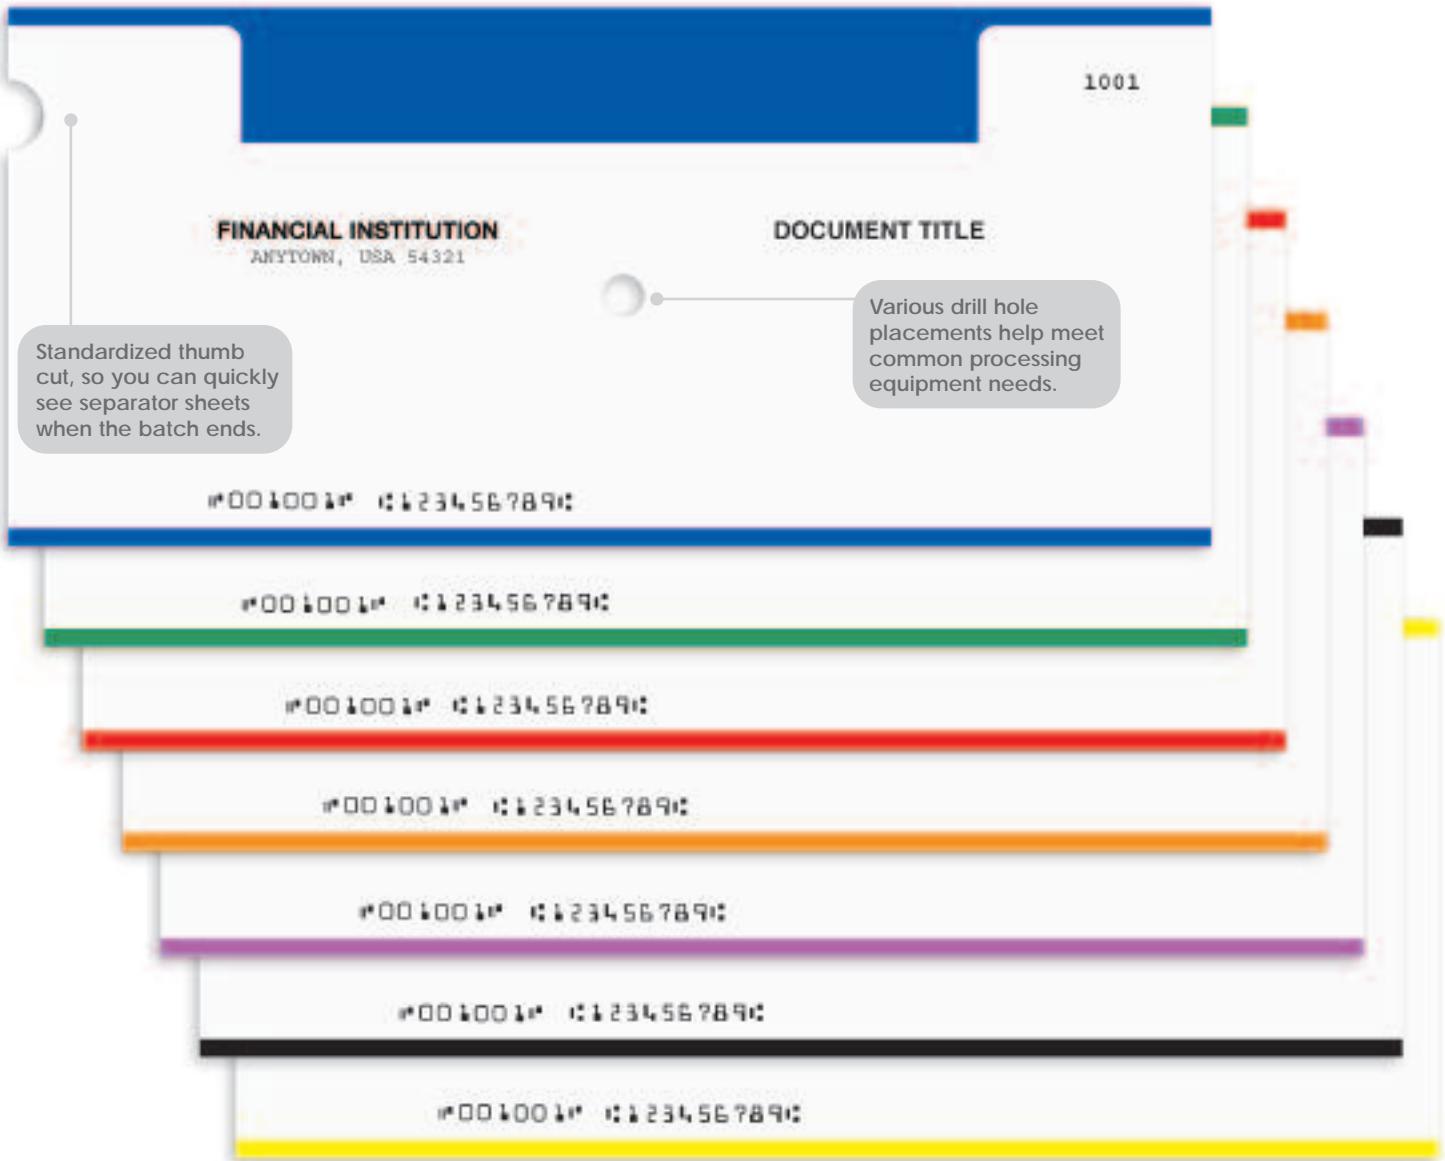 1001
FINANCIAL INSTITUTION
ANYTOWN, USA 54321
DOCUMENT TITLE
Various drill hole
placements help meet
common processing
equipment needs.
Standardized thumb
cut, so you can quickly
see separator sheets
when the batch ends.
⑈001001⑈ ⑆123456789⑆
⑈001001⑈ ⑆123456789⑆
⑈001001⑈ ⑆123456789⑆
⑈001001⑈ ⑆123456789⑆
⑈001001⑈ ⑆123456789⑆
⑈001001⑈ ⑆123456789⑆
⑈001001⑈ ⑆123456789⑆